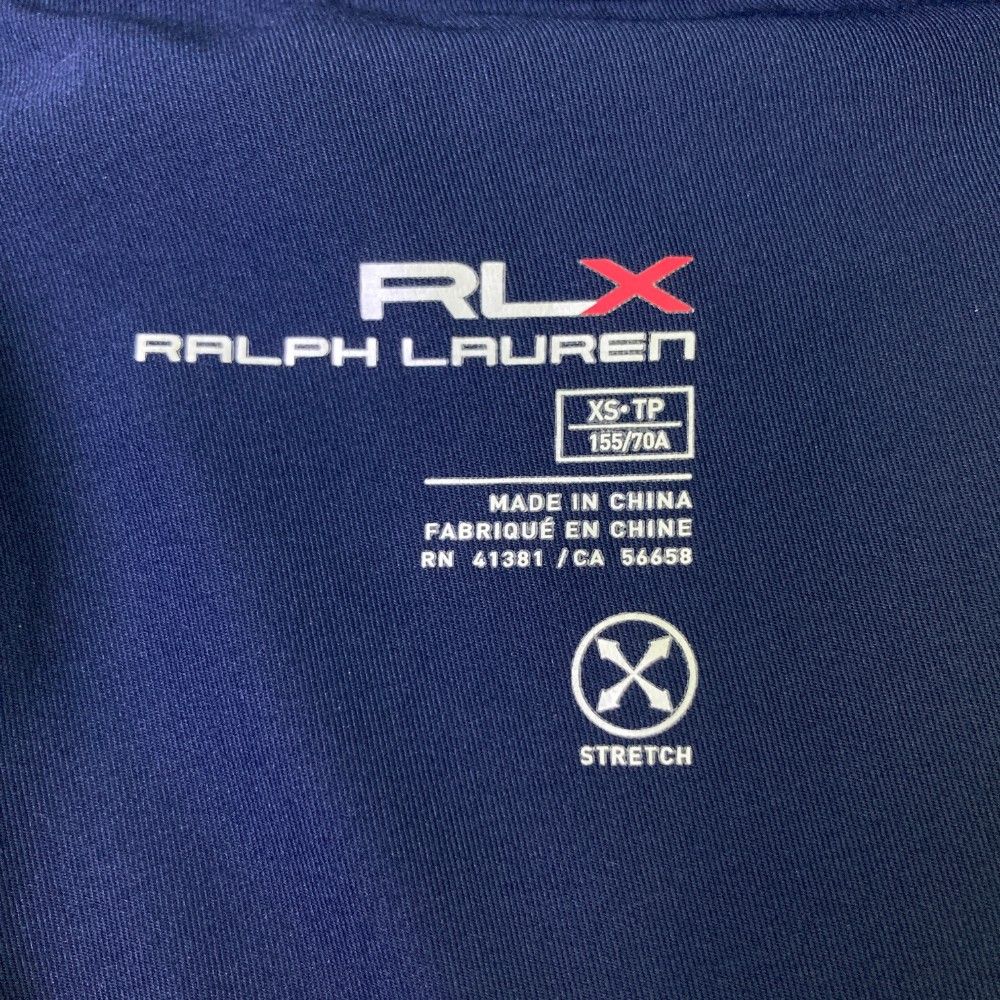 RLX
RALPH LAUREN
XS•TP
155/70A
MADE IN CHINA
FABRIQUÉ EN CHINE
RN 41381 / CA 56658
STRETCH